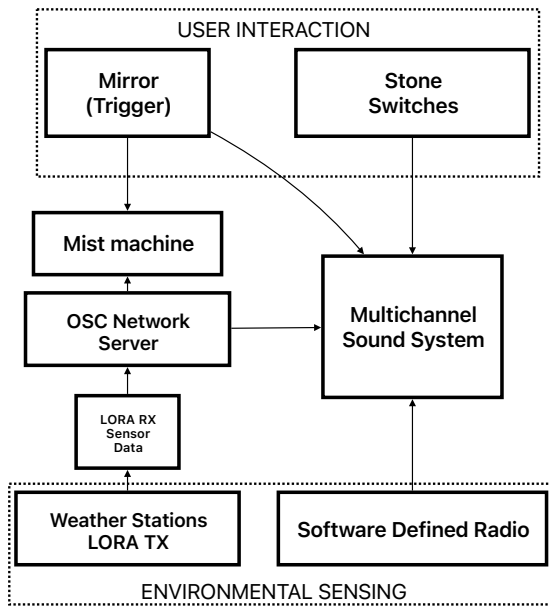 USER INTERACTION
Mirror
(Trigger)
Stone
Switches
Mist machine
OSC Network
Server
Multichannel
Sound System
LORA RX
Sensor
Data
Weather Stations
LORA TX
Software Defined Radio
ENVIRONMENTAL SENSING